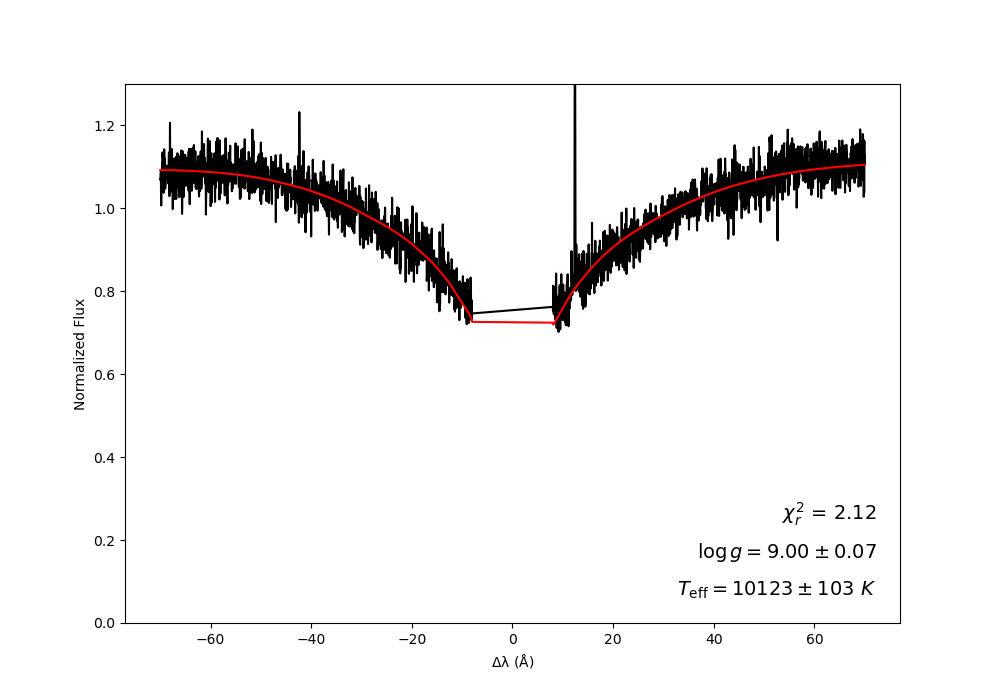 1.2
1.0
0.8
0.6
0.4
0.2
0.0
Normalized Flux
χ²ᵣ = 2.12
log g = 9.00 ± 0.07
T_eff = 10123 ± 103 K
−60 −40 −20 0 20 40 60
Δλ (Å)